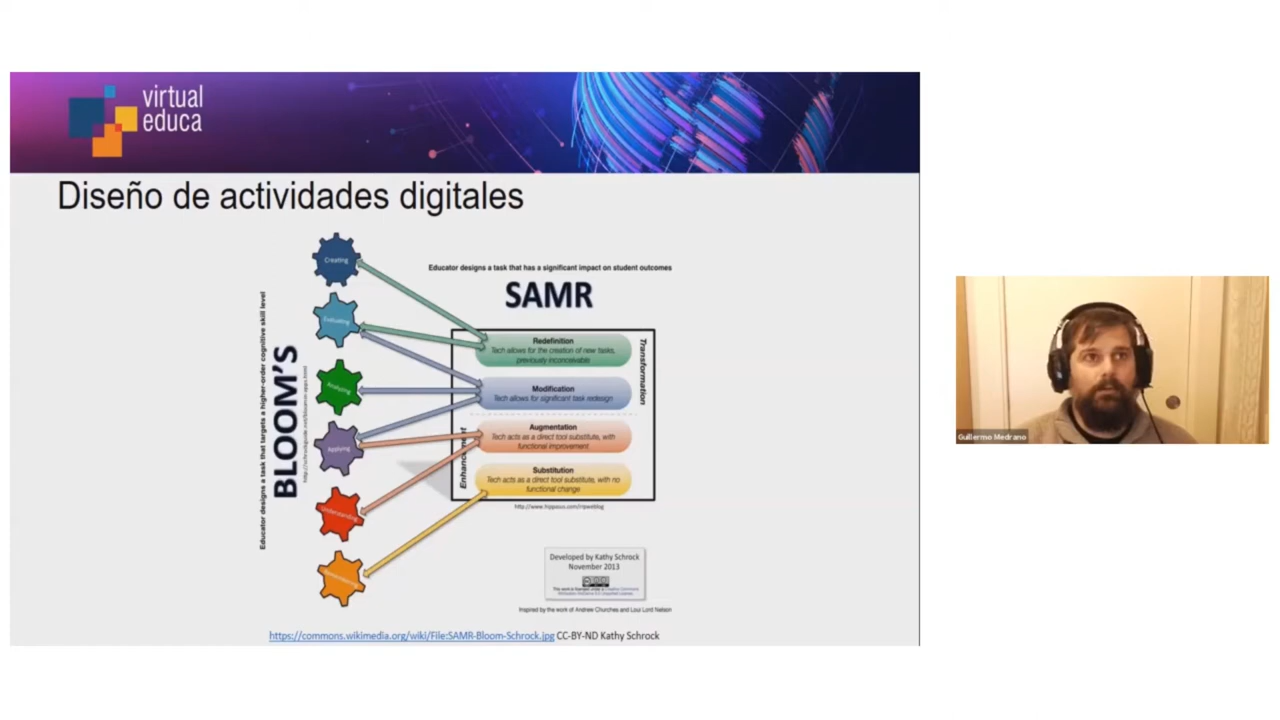 virtual
educa
Diseño de actividades digitales
Educator designs a task that targets a higher-order cognitive skill level
BLOOM'S
Creating
Evaluating
Analyzing
Applying
Understanding
Remembering
Educator designs a task that has a significant impact on student outcomes
SAMR
Redefinition
Tech allows for the creation of new tasks,
previously inconceivable
Modification
Tech allows for significant task redesign
Transformation
Augmentation
Tech acts as a direct tool substitute, with
functional improvement
Substitution
Tech acts as a direct tool substitute, with no
functional change
Enhancement
Developed by Kathy Schrock
November 2013
Inspired by the work of Andrew Churches and Loui Lord Nelson
https://commons.wikimedia.org/wiki/File:SAMR-Bloom-Schrock.jpg CC-BY-ND Kathy Schrock
Guillermo Medrano